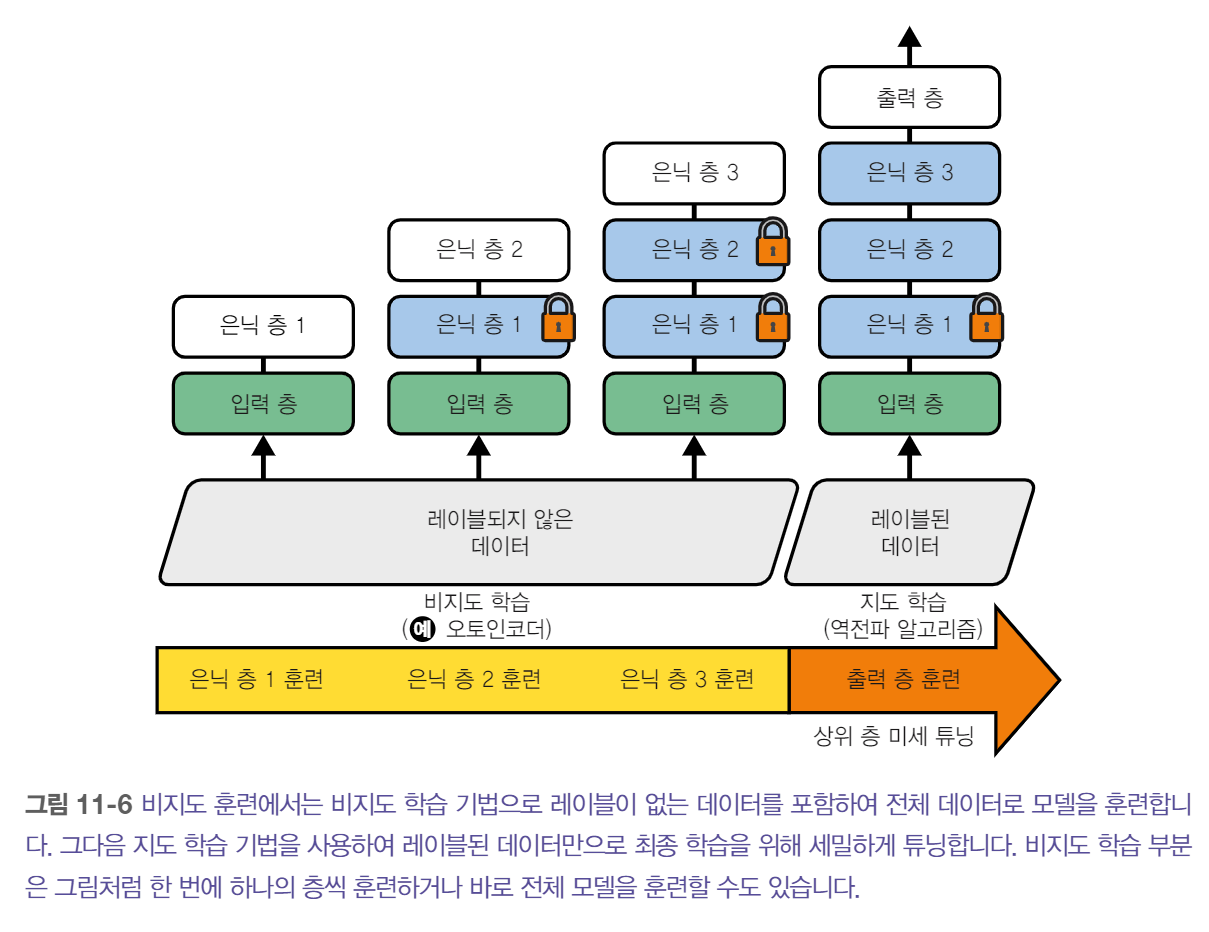 출력 층
은닉 층 3
은닉 층 3
은닉 층 2
은닉 층 2
은닉 층 2
은닉 층 1
은닉 층 1
은닉 층 1
은닉 층 1
입력 층
입력 층
입력 층
입력 층
레이블되지 않은
데이터
레이블된
데이터
비지도 학습
(예 오토인코더)
지도 학습
(역전파 알고리즘)
은닉 층 1 훈련
은닉 층 2 훈련
은닉 층 3 훈련
출력 층 훈련
상위 층 미세 튜닝
그림 11-6 비지도 훈련에서는 비지도 학습 기법으로 레이블이 없는 데이터를 포함하여 전체 데이터로 모델을 훈련합니
다. 그다음 지도 학습 기법을 사용하여 레이블된 데이터만으로 최종 학습을 위해 세밀하게 튜닝합니다. 비지도 학습 부분
은 그림처럼 한 번에 하나의 층씩 훈련하거나 바로 전체 모델을 훈련할 수도 있습니다.